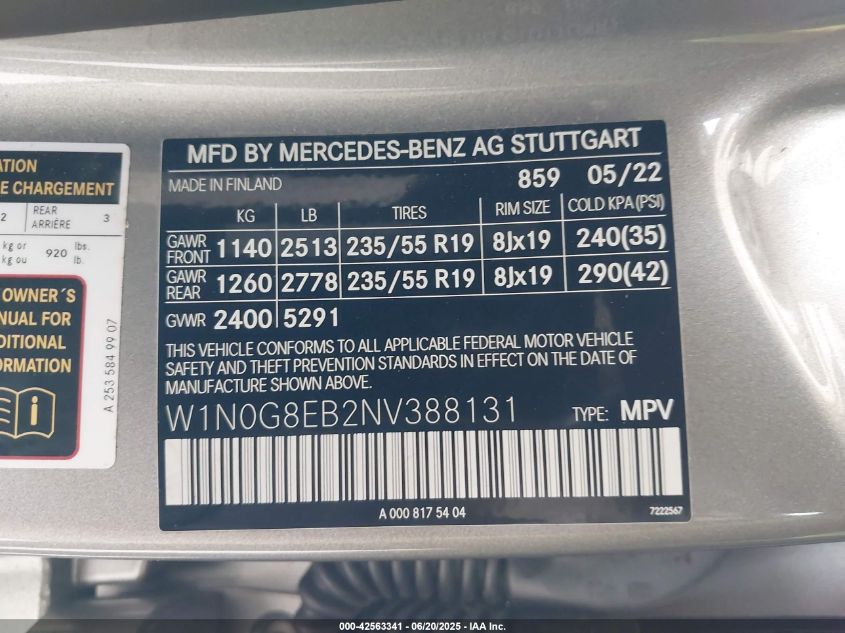 ATION
E CHARGEMENT
2 REAR ARRIÈRE 3
kg or
kg ou 920 lbs. lb.
OWNER´S
NUAL FOR
DITIONAL
ORMATION
A 253 584 99 07
MFD BY MERCEDES-BENZ AG STUTTGART
MADE IN FINLAND 859 05/22
KG LB TIRES RIM SIZE COLD KPA(PSI)
GAWR FRONT 1140 2513 235/55 R19 8Jx19 240(35)
GAWR REAR 1260 2778 235/55 R19 8Jx19 290(42)
GVWR 2400 5291
THIS VEHICLE CONFORMS TO ALL APPLICABLE FEDERAL MOTOR VEHICLE
SAFETY AND THEFT PREVENTION STANDARDS IN EFFECT ON THE DATE OF
MANUFACTURE SHOWN ABOVE.
W1N0G8EB2NV388131 TYPE: MPV
A 000 817 54 04 7222567
000-42563341 - 06/20/2025 - IAA Inc.